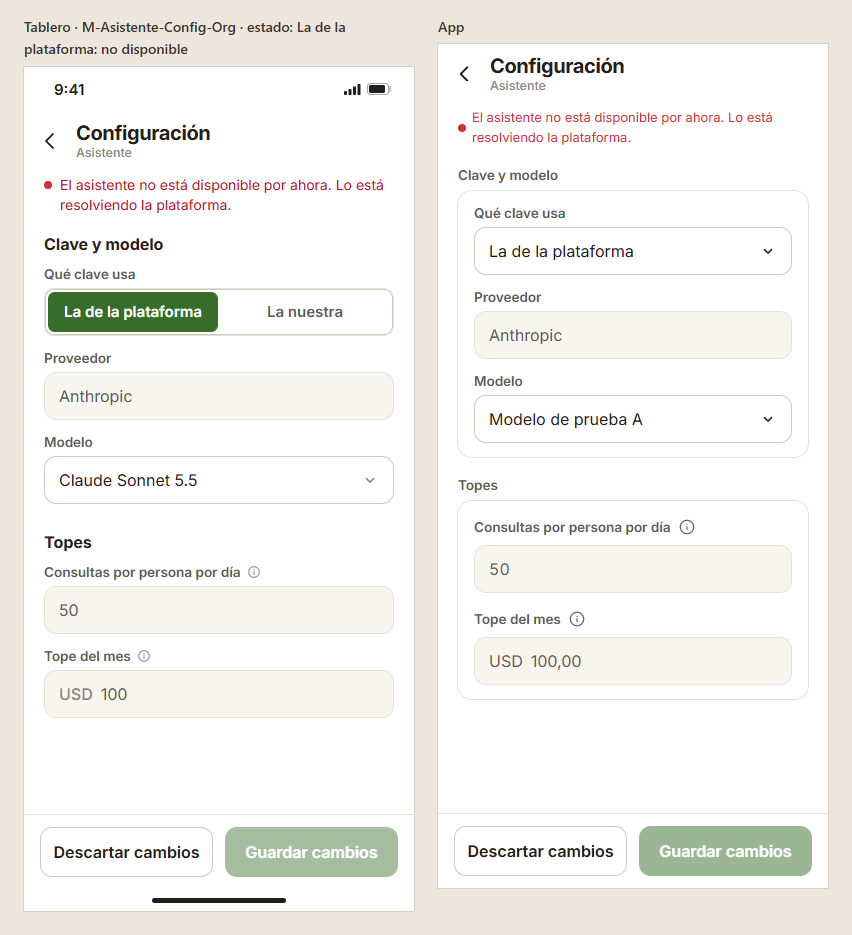 Tablero · M-Asistente-Config-Org · estado: La de la
plataforma: no disponible
9:41
Configuración
Asistente
El asistente no está disponible por ahora. Lo está
resolviendo la plataforma.
Clave y modelo
Qué clave usa
La de la plataforma
La nuestra
Proveedor
Anthropic
Modelo
Claude Sonnet 5.5
Topes
Consultas por persona por día
50
Tope del mes
USD 100
Descartar cambios
Guardar cambios
App
Configuración
Asistente
El asistente no está disponible por ahora. Lo está
resolviendo la plataforma.
Clave y modelo
Qué clave usa
La de la plataforma
Proveedor
Anthropic
Modelo
Modelo de prueba A
Topes
Consultas por persona por día
50
Tope del mes
USD 100,00
Descartar cambios
Guardar cambios